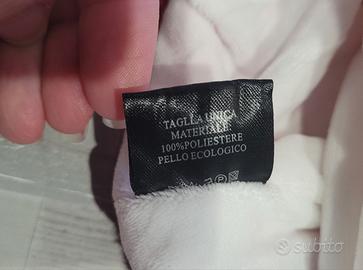 TAGLIA UNICA
MATERIALE:
100%POLIESTERE
PELLO ECOLOGICO
subito